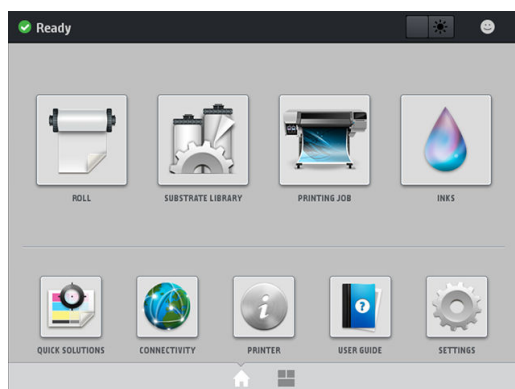 Ready
ROLL
SUBSTRATE LIBRARY
PRINTING JOB
INKS
QUICK SOLUTIONS
CONNECTIVITY
PRINTER
USER GUIDE
SETTINGS